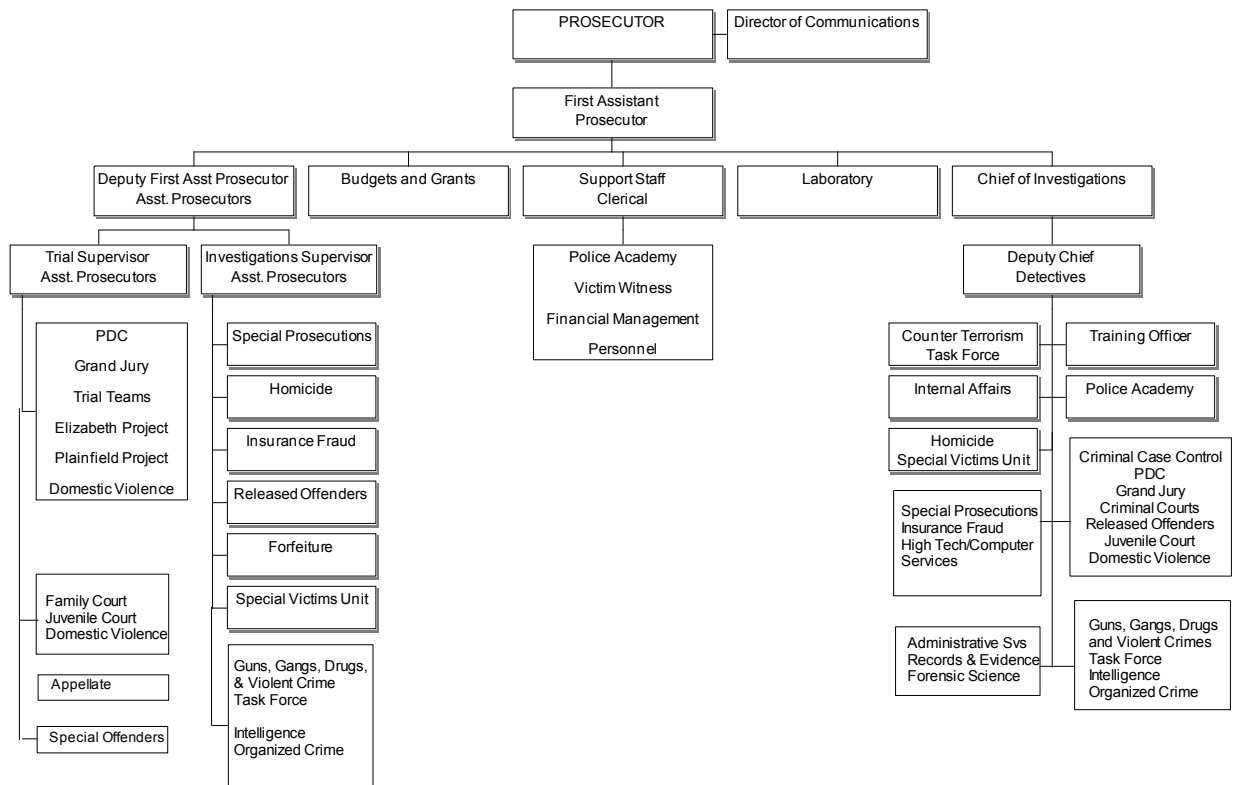 PROSECUTOR
Director of Communications
First Assistant
Prosecutor
Deputy First Asst Prosecutor
Asst. Prosecutors
Budgets and Grants
Support Staff
Clerical
Laboratory
Chief of Investigations
Trial Supervisor
Asst. Prosecutors
Investigations Supervisor
Asst. Prosecutors
Police Academy
Victim Witness
Financial Management
Personnel
Deputy Chief
Detectives
PDC
Grand Jury
Trial Teams
Elizabeth Project
Plainfield Project
Domestic Violence
Family Court
Juvenile Court
Domestic Violence
Appellate
Special Offenders
Special Prosecutions
Homicide
Insurance Fraud
Released Offenders
Forfeiture
Special Victims Unit
Guns, Gangs, Drugs,
& Violent Crime
Task Force
Intelligence
Organized Crime
Counter Terrorism
Task Force
Training Officer
Internal Affairs
Police Academy
Homicide
Special Victims Unit
Criminal Case Control
PDC
Grand Jury
Criminal Courts
Released Offenders
Juvenile Court
Domestic Violence
Special Prosecutions
Insurance Fraud
High Tech/Computer
Services
Administrative Svs
Records & Evidence
Forensic Science
Guns, Gangs, Drugs
and Violent Crimes
Task Force
Intelligence
Organized Crime